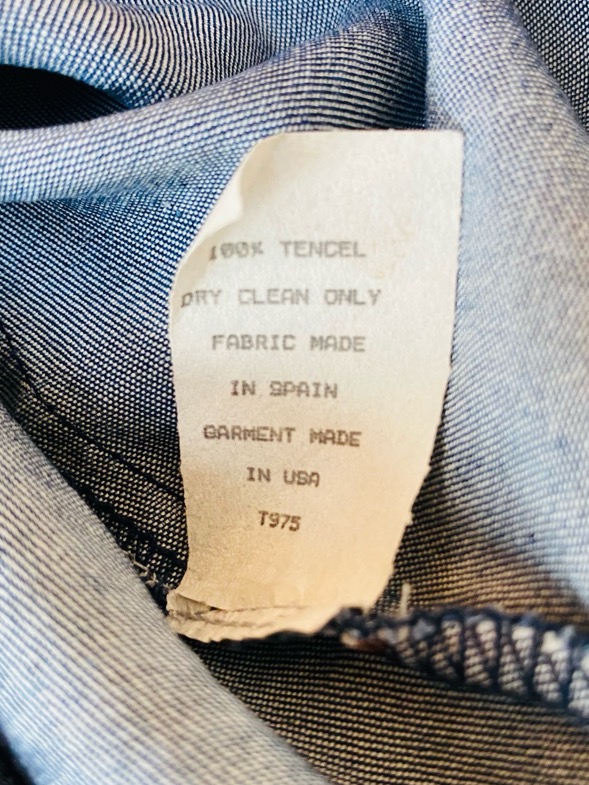 100% TENCEL
DRY CLEAN ONLY
FABRIC MADE
IN SPAIN
GARMENT MADE
IN USA
T975